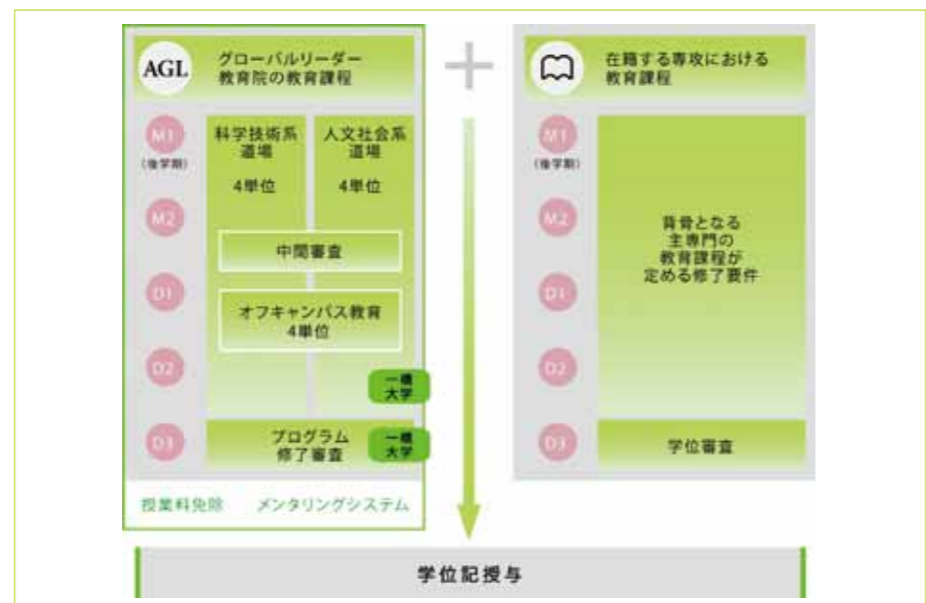 AGL
グローバルリーダー
教育院の教育課程
M1
(後学期)
M2
D1
D2
D3
科学技術系
道場
4単位
人文社会系
道場
4単位
中間審査
オフキャンパス教育
4単位
一橋
大学
プログラム
修了審査
一橋
大学
授業料免除
メンタリングシステム
+
在籍する専攻における
教育課程
M1
(後学期)
M2
D1
D2
D3
背骨となる
主専門の
教育課程が
定める修了要件
学位審査
学位記授与